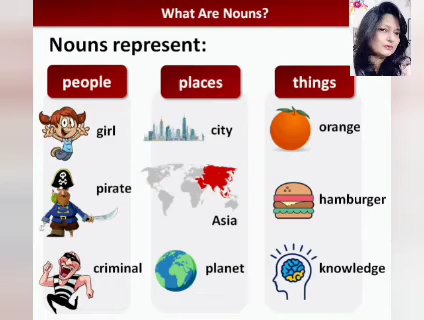 What Are Nouns?
Nouns represent:
people places things
girl city orange
pirate Asia hamburger
criminal planet knowledge